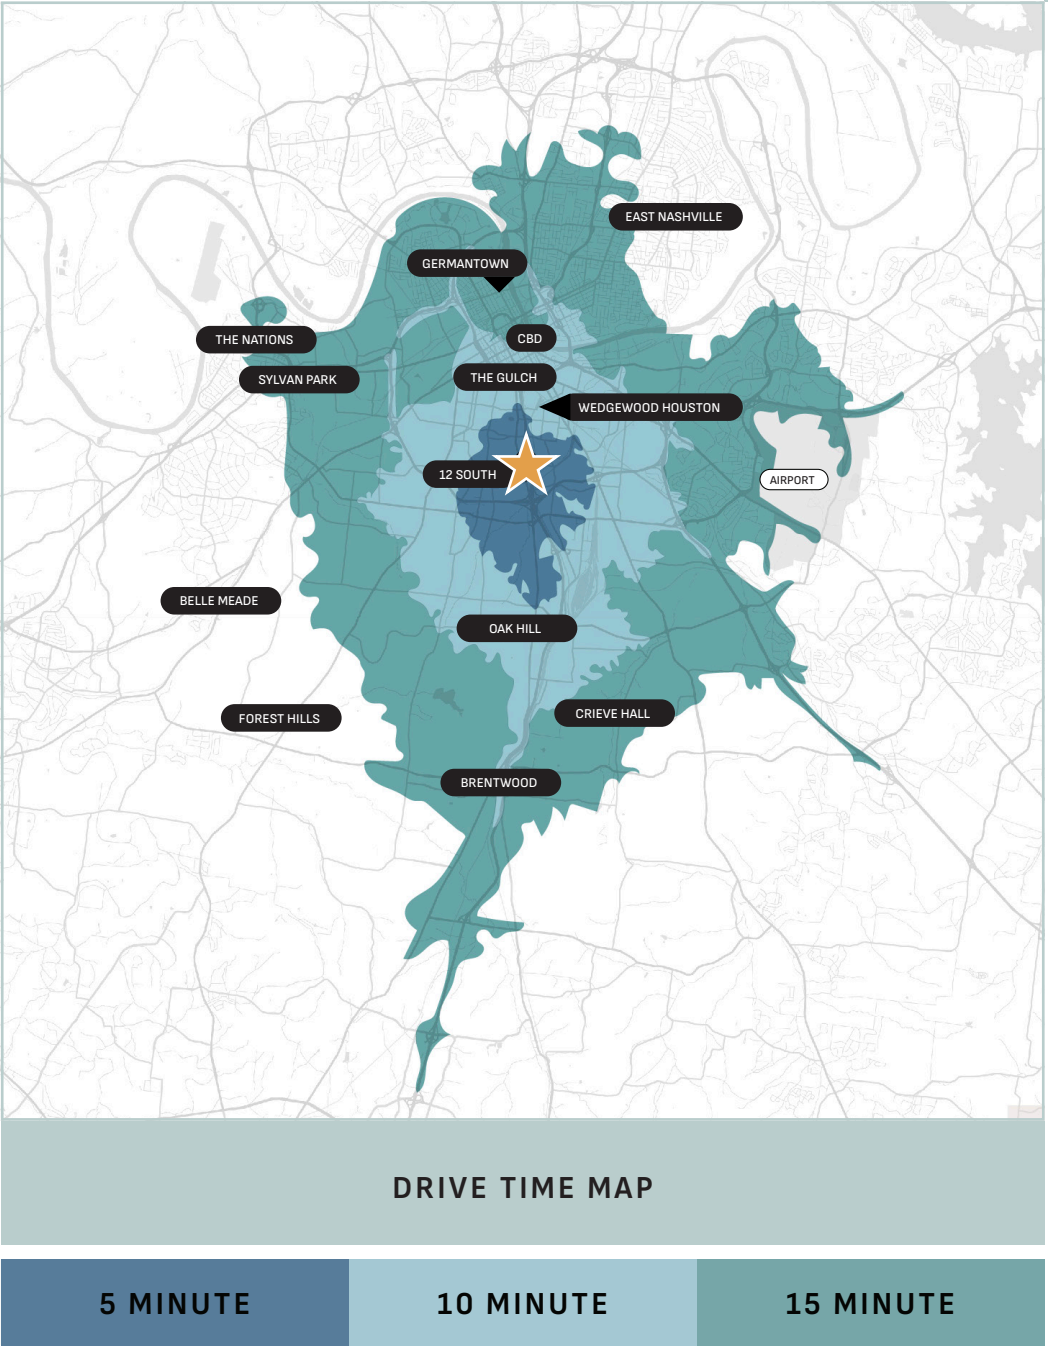 EAST NASHVILLE
GERMANTOWN
THE NATIONS
CBD
SYLVAN PARK
THE GULCH
WEDGEWOOD HOUSTON
12 SOUTH
AIRPORT
BELLE MEADE
OAK HILL
FOREST HILLS
CRIEVE HALL
BRENTWOOD
DRIVE TIME MAP
5 MINUTE
10 MINUTE
15 MINUTE